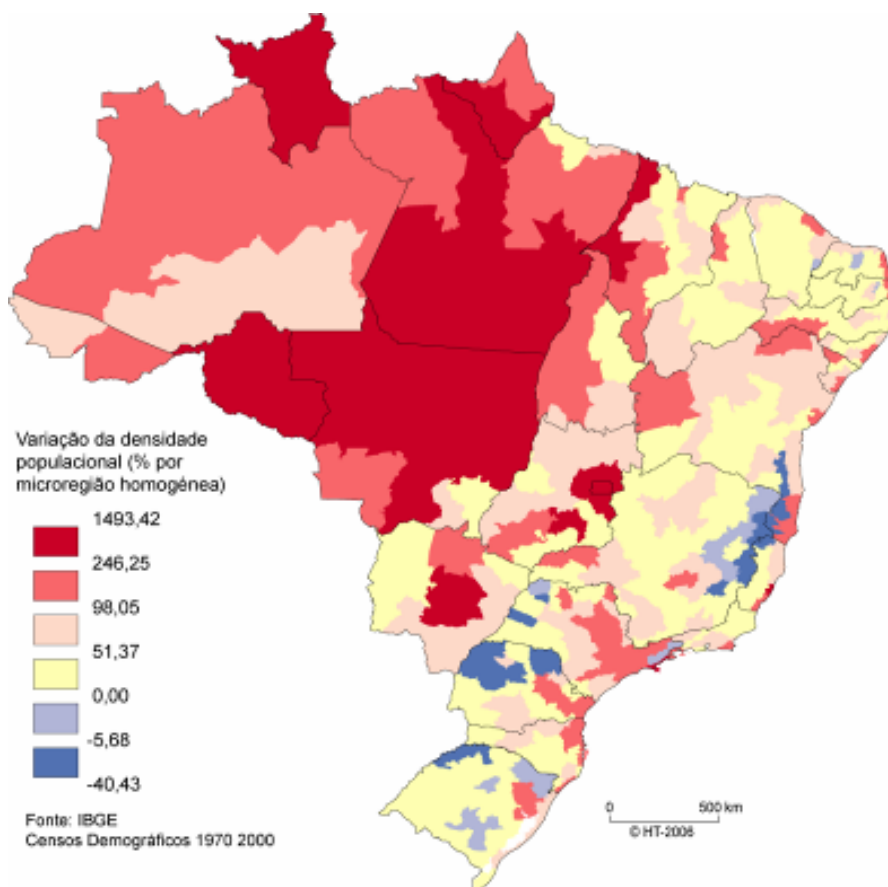 Variação da densidade
populacional (% por
microregião homogénea)
1493,42
246,25
98,05
51,37
0,00
-5,68
-40,43
Fonte: IBGE
Censos Demográficos 1970 2000
0 500 km
© HT-2006